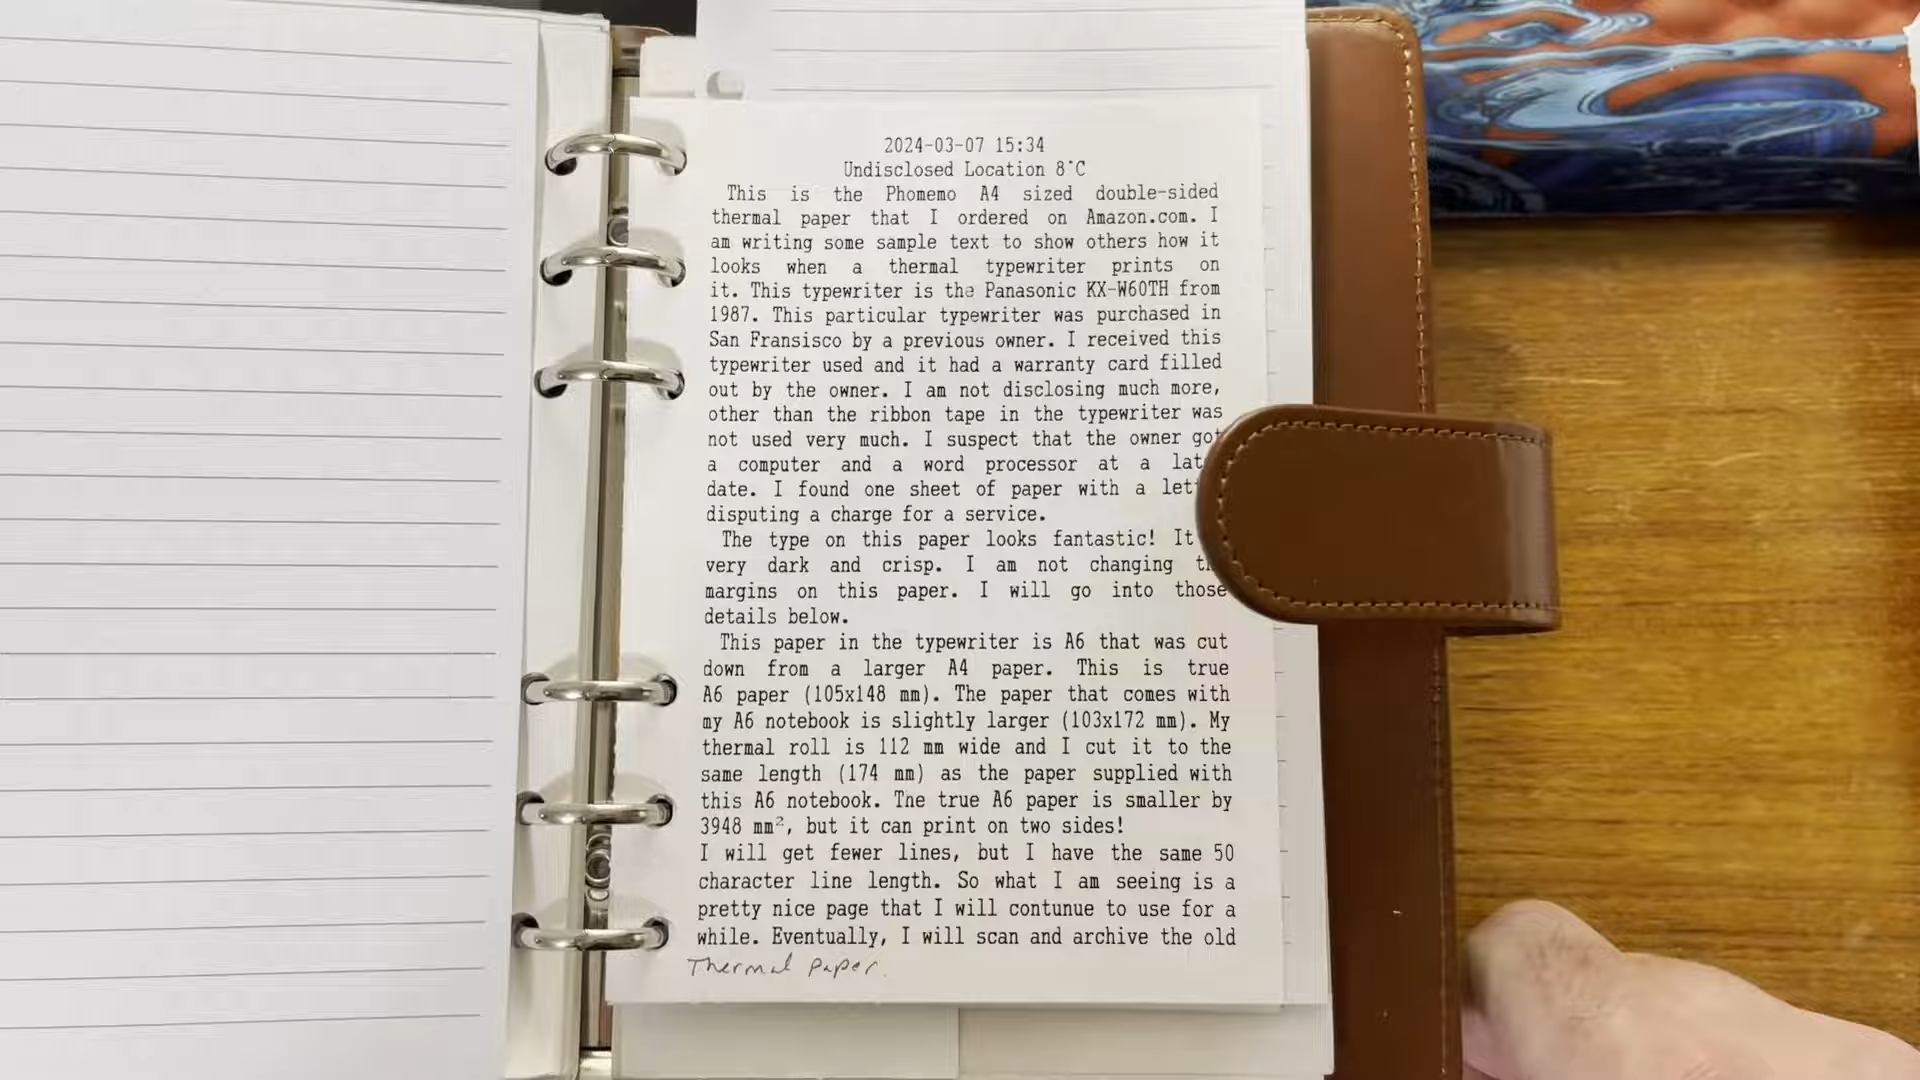 2024-03-07 15:34
Undisclosed Location 8°C
This is the Phomemo A4 sized double-sided
thermal paper that I ordered on Amazon.com. I
am writing some sample text to show others how it
looks when a thermal typewriter prints on
it. This typewriter is the Panasonic KX-W60TH from
1987. This particular typewriter was purchased in
San Fransisco by a previous owner. I received this
typewriter used and it had a warranty card filled
out by the owner. I am not disclosing much more,
other than the ribbon tape in the typewriter was
not used very much. I suspect that the owner got
a computer and a word processor at a
date. I found one sheet of paper with a
disputing a charge for a service.
The type on this paper looks fantastic! It
very dark and crisp. I am not changing
margins on this paper. I will go into those
details below.
This paper in the typewriter is A6 that was cut
down from a larger A4 paper. This is true
A6 paper (105x148 mm). The paper that comes with
my A6 notebook is slightly larger (103x172 mm). My
thermal roll is 112 mm wide and I cut it to the
same length (174 mm) as the paper supplied with
this A6 notebook. The true A6 paper is smaller by
3948 mm², but it can print on two sides!
I will get fewer lines, but I have the same 50
character line length. So what I am seeing is a
pretty nice page that I will contunue to use for a
while. Eventually, I will scan and archive the old
Thermal paper.